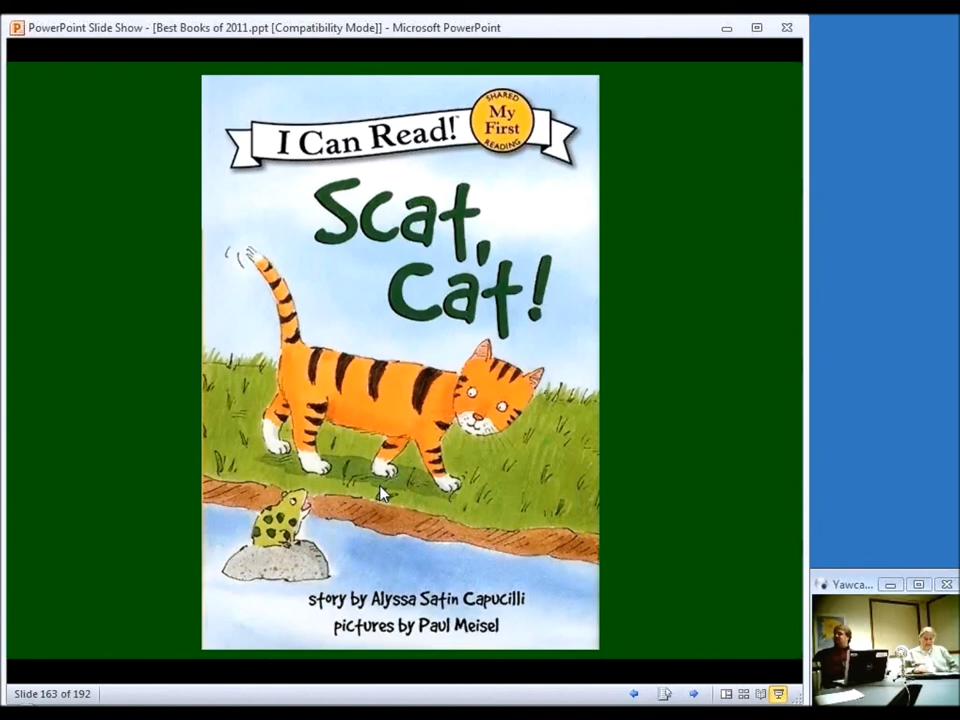 PowerPoint Slide Show - [Best Books of 2011.ppt [Compatibility Mode]] - Microsoft PowerPoint
I Can Read!
SHARED
My
First
READING
Scat,
Cat!
story by Alyssa Satin Capucilli
pictures by Paul Meisel
Yawca...
Slide 163 of 192